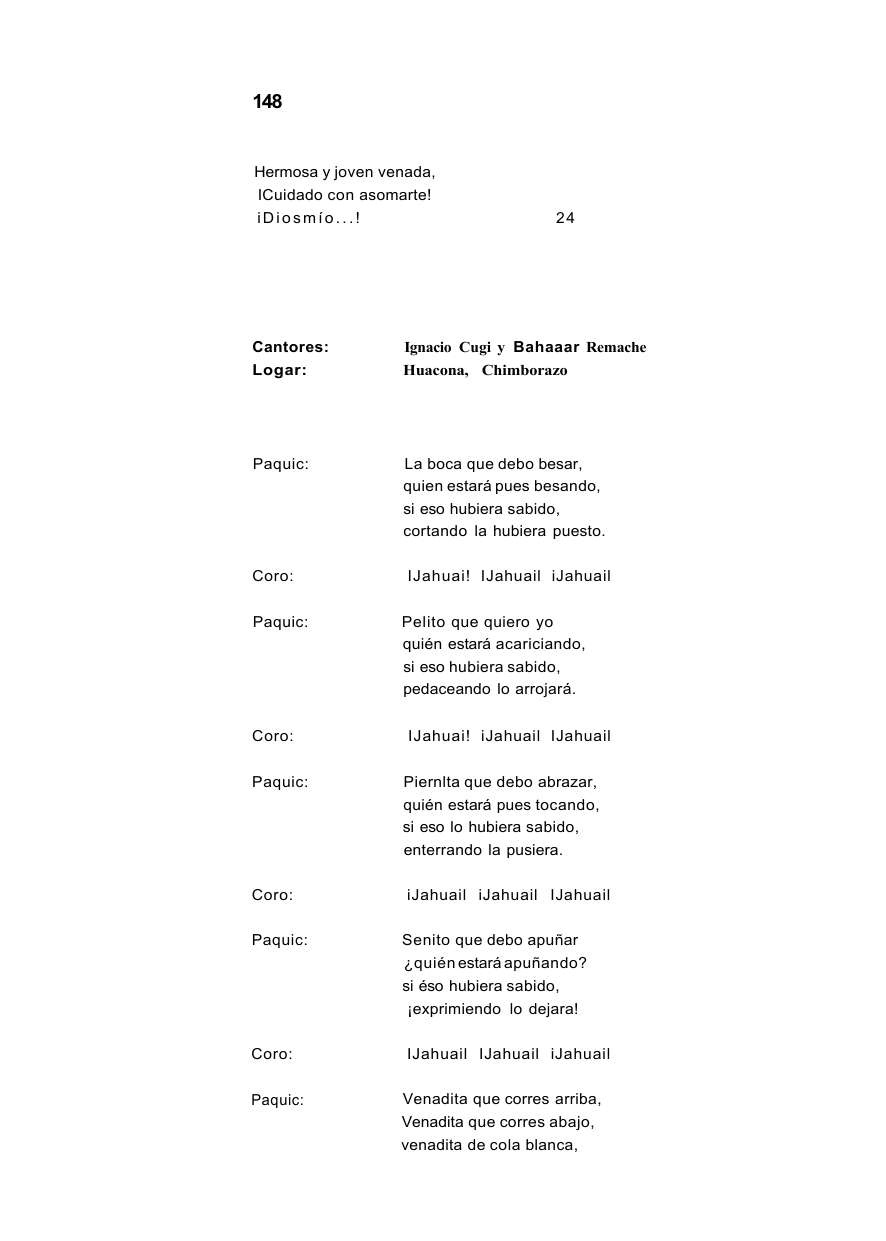 148
Hermosa y joven venada,
ICuidado con asomarte!
iDiosmío...! 24
Cantores: Ignacio Cugi y Bahaaar Remache
Logar: Huacona, Chimborazo
Paquic: La boca que debo besar,
quien estará pues besando,
si eso hubiera sabido,
cortando la hubiera puesto.
Coro: IJahuai! IJahuail iJahuail
Paquic: Pelito que quiero yo
quién estará acariciando,
si eso hubiera sabido,
pedaceando lo arrojará.
Coro: IJahuai! iJahuail IJahuail
Paquic: Piernlta que debo abrazar,
quién estará pues tocando,
si eso lo hubiera sabido,
enterrando la pusiera.
Coro: iJahuail iJahuail IJahuail
Paquic: Senito que debo apuñar
¿quién estará apuñando?
si éso hubiera sabido,
¡exprimiendo lo dejara!
Coro: IJahuail IJahuail iJahuail
Paquic: Venadita que corres arriba,
Venadita que corres abajo,
venadita de cola blanca,